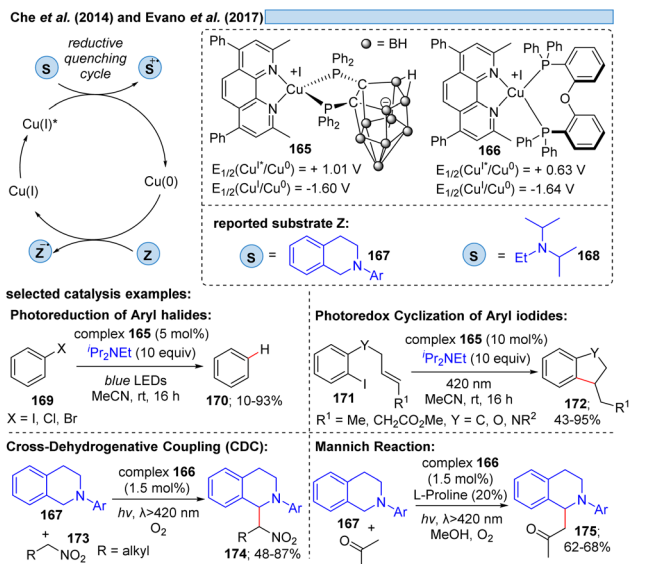 Che et al. (2014) and Evano et al. (2017)
reductive
quenching
cycle
S
S+•
Cu(I)*
Cu(I)
Cu(0)
Z−•
Z
= BH
Ph
Me
N
N
Me
Ph
+I
Cu
Ph2
P
P
Ph2
C
C
H
⊖
165
E1/2(CuI*/Cu0) = + 1.01 V
E1/2(CuI/Cu0) = -1.60 V
Ph
Me
N
N
Me
Ph
+I
Cu
Ph Ph
P
O
P
Ph Ph
166
E1/2(CuI*/Cu0) = + 0.63 V
E1/2(CuI/Cu0) = -1.64 V
reported substrate Z:
S = N Ar 167
S = Et N 168
selected catalysis examples:
Photoreduction of Aryl halides:
X
169
complex 165 (5 mol%)
iPr2NEt (10 equiv)
blue LEDs
MeCN, rt, 16 h
H
170; 10-93%
X = I, Cl, Br
Photoredox Cyclization of Aryl iodides:
Y
I
R1
171
complex 165 (10 mol%)
iPr2NEt (10 equiv)
420 nm
MeCN, rt, 16 h
Y
R1
172;
43-95%
R1 = Me, CH2CO2Me, Y = C, O, NR2
Cross-Dehydrogenative Coupling (CDC):
N Ar
167
+
R NO2 173
R = alkyl
complex 166
(1.5 mol%)
hv, λ>420 nm
O2
N Ar
R NO2
174; 48-87%
Mannich Reaction:
N Ar
167
+
O
complex 166
(1.5 mol%)
L-Proline (20%)
hv, λ>420 nm
MeOH, O2
N Ar
O
175;
62-68%